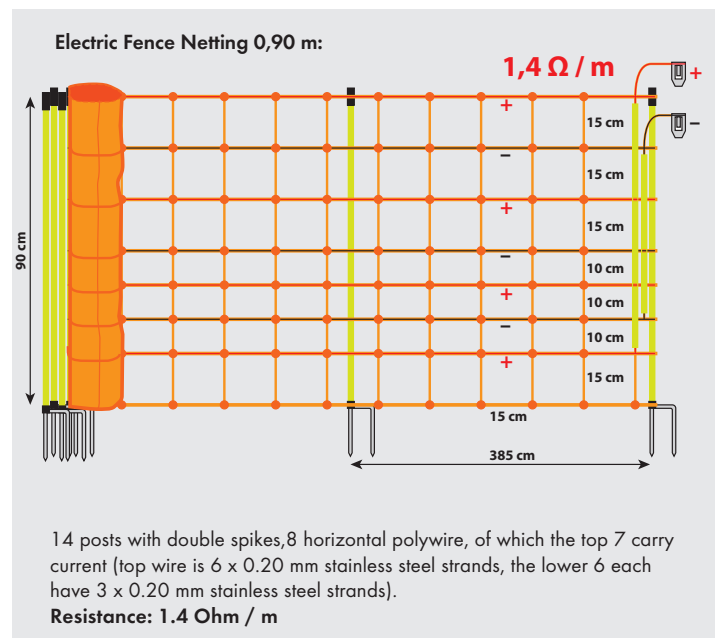 Electric Fence Netting 0,90 m:
1,4 Ω / m
+
+
–
15 cm
–
15 cm
+
15 cm
90 cm
–
10 cm
+
10 cm
–
10 cm
+
15 cm
15 cm
385 cm
14 posts with double spikes,8 horizontal polywire, of which the top 7 carry
current (top wire is 6 x 0.20 mm stainless steel strands, the lower 6 each
have 3 x 0.20 mm stainless steel strands).
Resistance: 1.4 Ohm / m